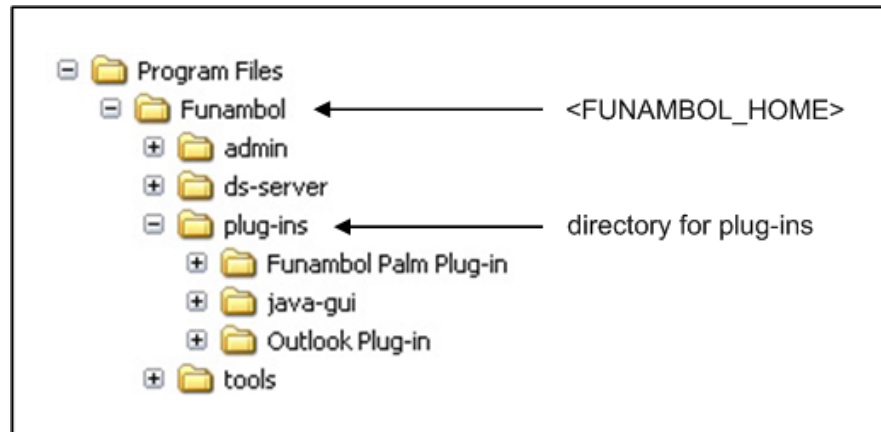 Program Files
Funambol <FUNAMBOL_HOME>
admin
ds-server
plug-ins directory for plug-ins
Funambol Palm Plug-in
java-gui
Outlook Plug-in
tools